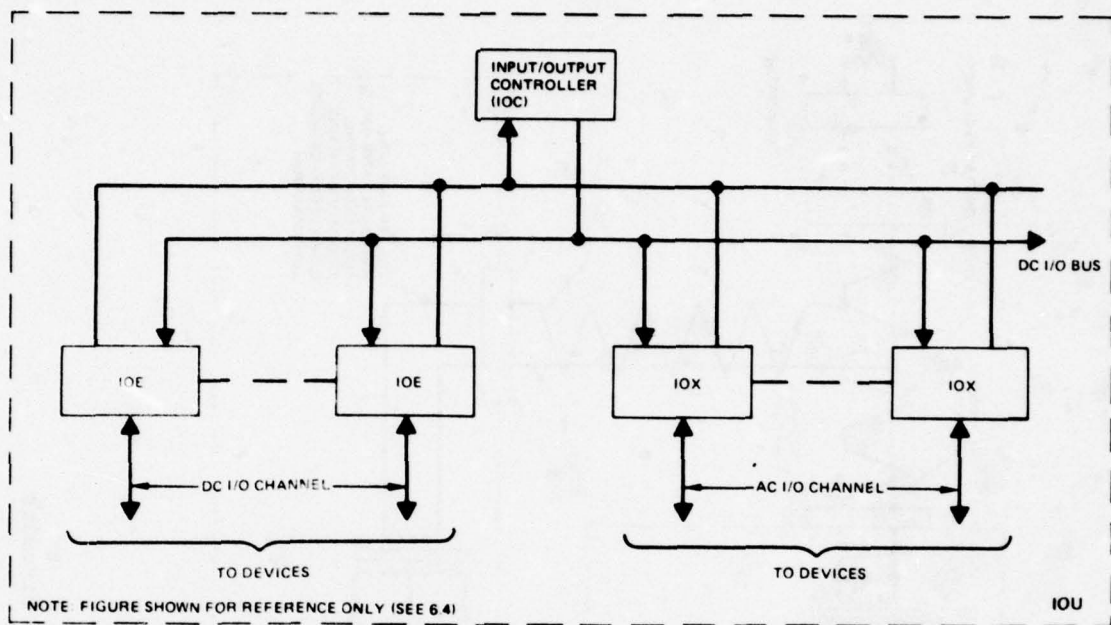 INPUT/OUTPUT
CONTROLLER
(IOC)
DC I/O BUS
IOE
IOE
IOX
IOX
DC I/O CHANNEL
AC I/O CHANNEL
TO DEVICES
TO DEVICES
NOTE: FIGURE SHOWN FOR REFERENCE ONLY (SEE 6.4)
IOU